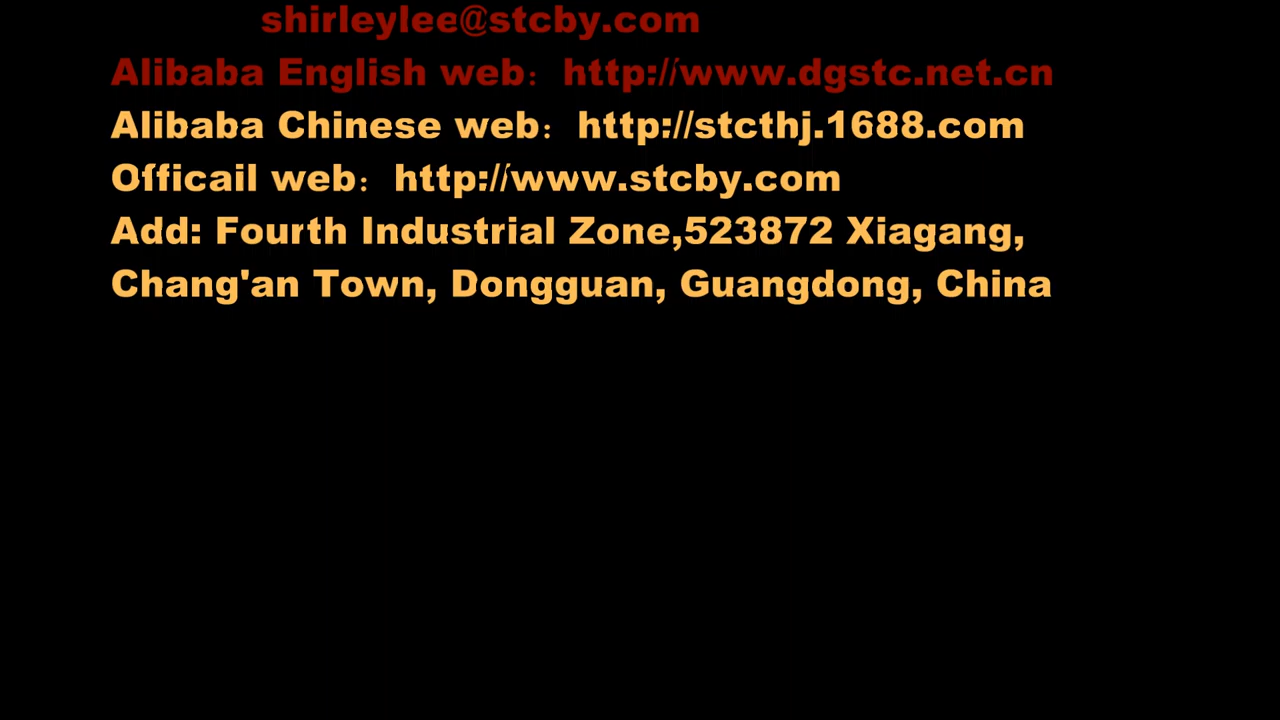 shirleylee@stcby.com
Alibaba English web：http://www.dgstc.net.cn
Alibaba Chinese web：http://stcthj.1688.com
Officail web：http://www.stcby.com
Add: Fourth Industrial Zone,523872 Xiagang,
Chang'an Town, Dongguan, Guangdong, China